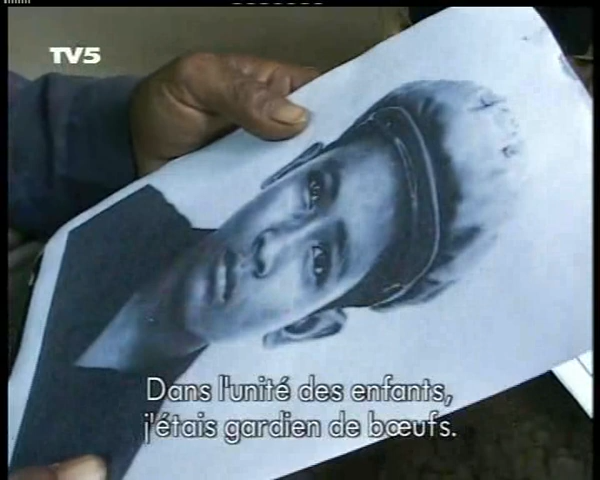 TV5
Dans l'unité des enfants,
j'étais gardien de bœufs.